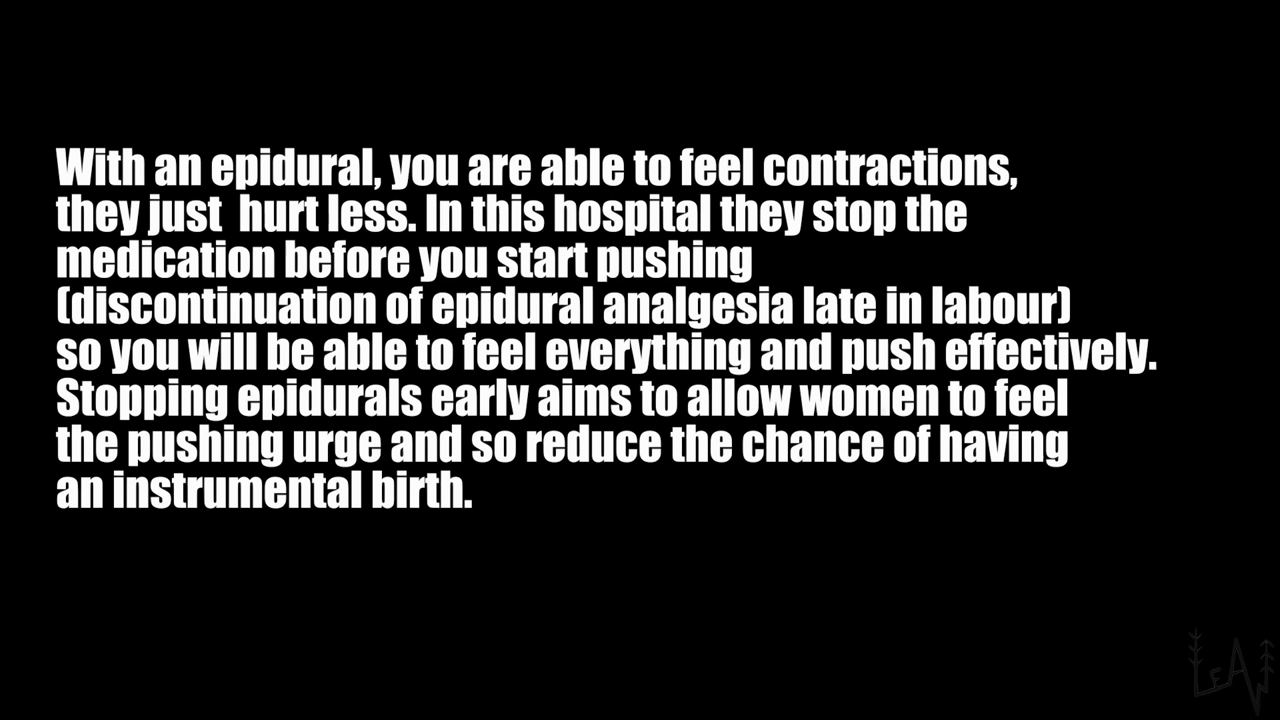 With an epidural, you are able to feel contractions,
they just  hurt less. In this hospital they stop the
medication before you start pushing
(discontinuation of epidural analgesia late in labour)
so you will be able to feel everything and push effectively.
Stopping epidurals early aims to allow women to feel
the pushing urge and so reduce the chance of having
an instrumental birth.